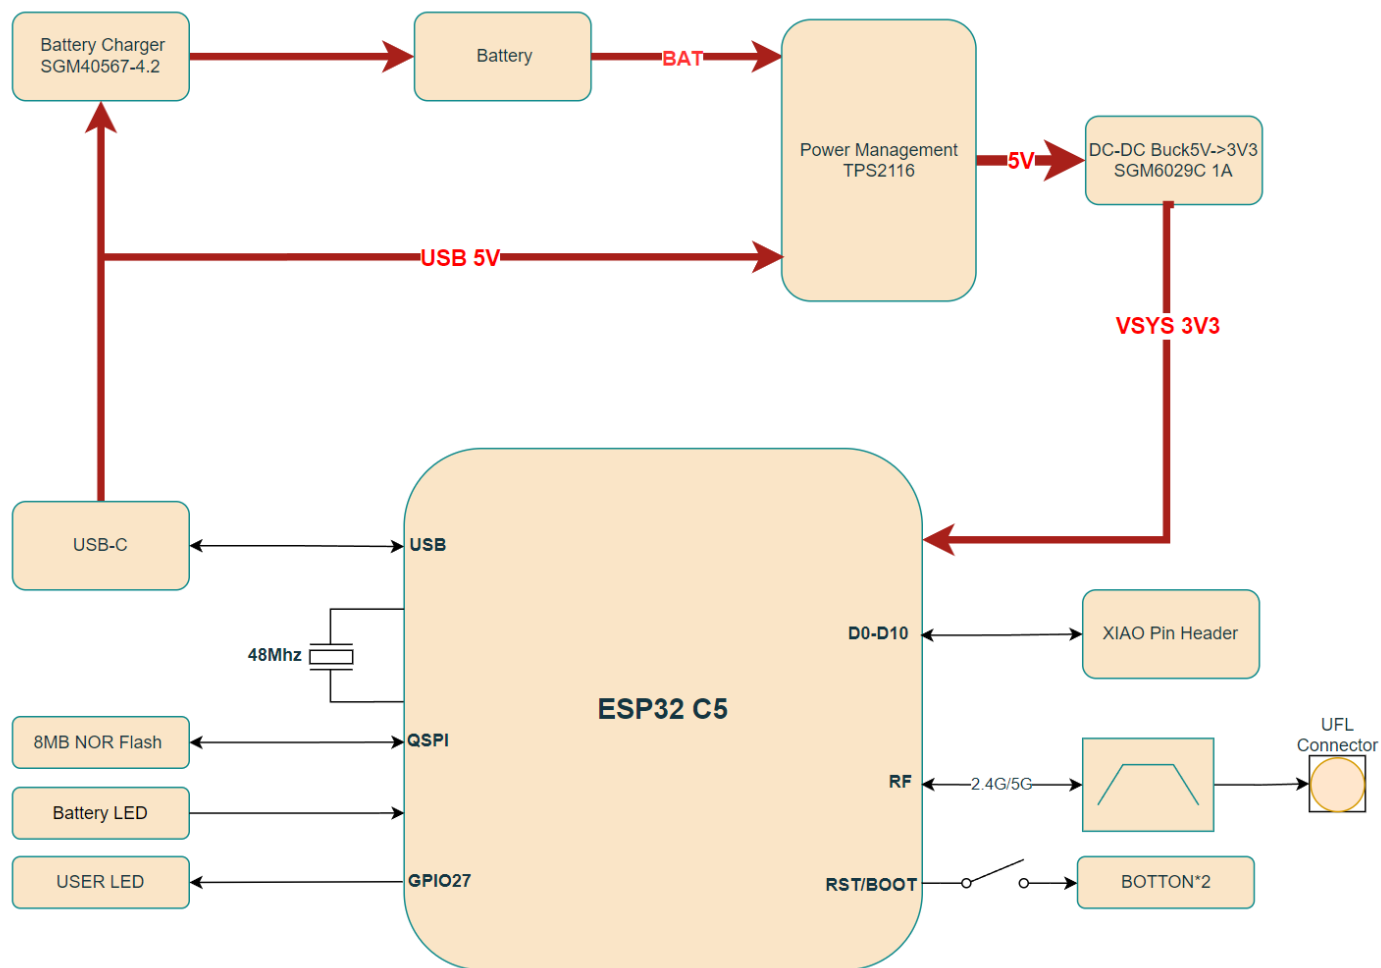 Battery Charger
SGM40567-4.2
Battery
BAT
Power Management
TPS2116
5V
DC-DC Buck5V->3V3
SGM6029C 1A
USB 5V
VSYS 3V3
USB-C
USB
48Mhz
D0-D10
XIAO Pin Header
ESP32 C5
8MB NOR Flash
QSPI
UFL
Connector
RF
2.4G/5G
Battery LED
USER LED
GPIO27
RST/BOOT
BOTTON*2